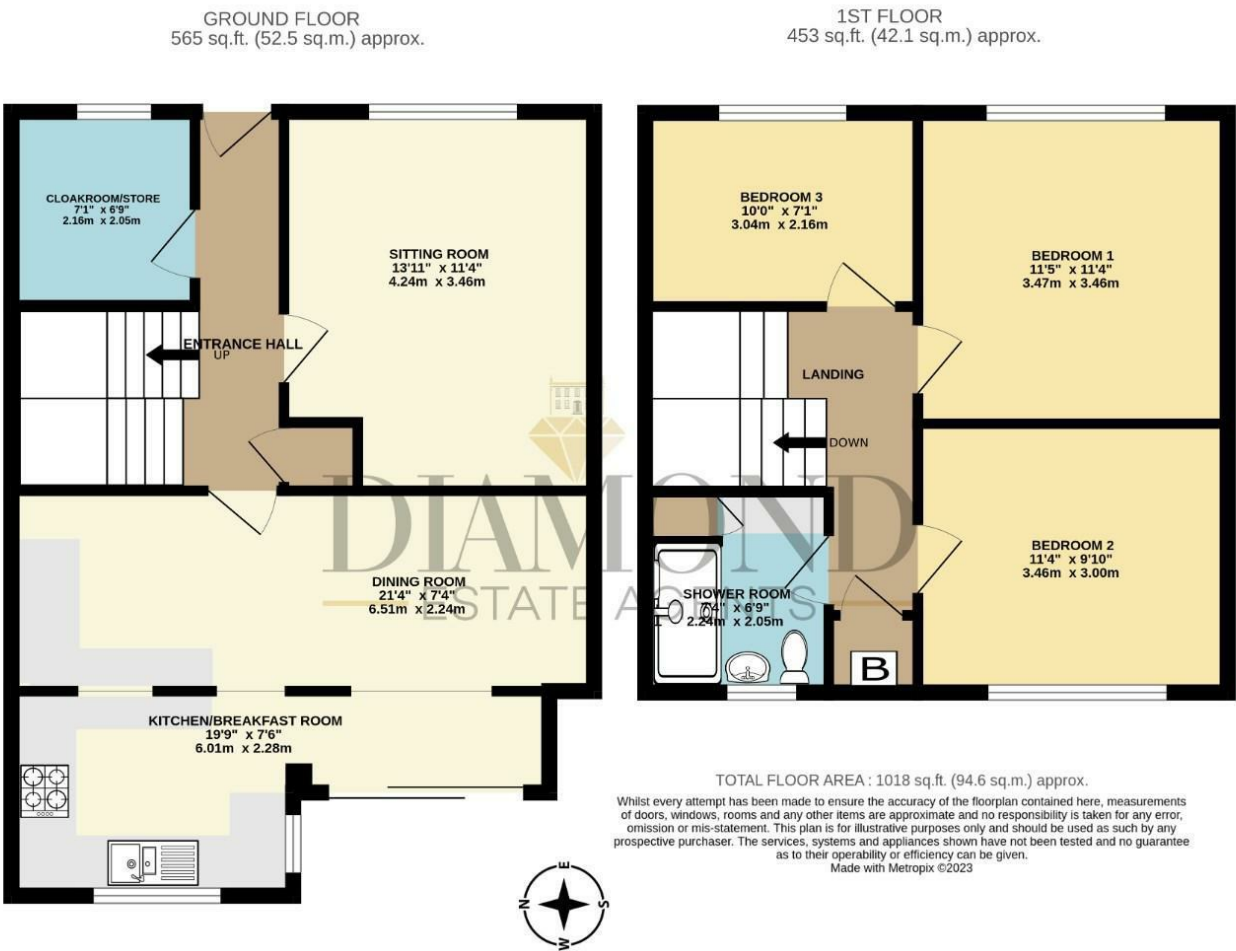 GROUND FLOOR
565 sq.ft. (52.5 sq.m.) approx.
1ST FLOOR
453 sq.ft. (42.1 sq.m.) approx.
CLOAKROOM/STORE
7'1" x 6'9"
2.16m x 2.05m
SITTING ROOM
13'11" x 11'4"
4.24m x 3.46m
ENTRANCE HALL
UP
DINING ROOM
21'4" x 7'4"
6.51m x 2.24m
KITCHEN/BREAKFAST ROOM
19'9" x 7'6"
6.01m x 2.28m
BEDROOM 3
10'0" x 7'1"
3.04m x 2.16m
BEDROOM 1
11'5" x 11'4"
3.47m x 3.46m
LANDING
DOWN
BEDROOM 2
11'4" x 9'10"
3.46m x 3.00m
SHOWER ROOM
7'4" x 6'9"
2.24m x 2.05m
B
DIAMOND
ESTATE AGENTS
TOTAL FLOOR AREA : 1018 sq.ft. (94.6 sq.m.) approx.
Whilst every attempt has been made to ensure the accuracy of the floorplan contained here, measurements
of doors, windows, rooms and any other items are approximate and no responsibility is taken for any error,
omission or mis-statement. This plan is for illustrative purposes only and should be used as such by any
prospective purchaser. The services, systems and appliances shown have not been tested and no guarantee
as to their operability or efficiency can be given.
Made with Metropix ©2023
E
N
S
W